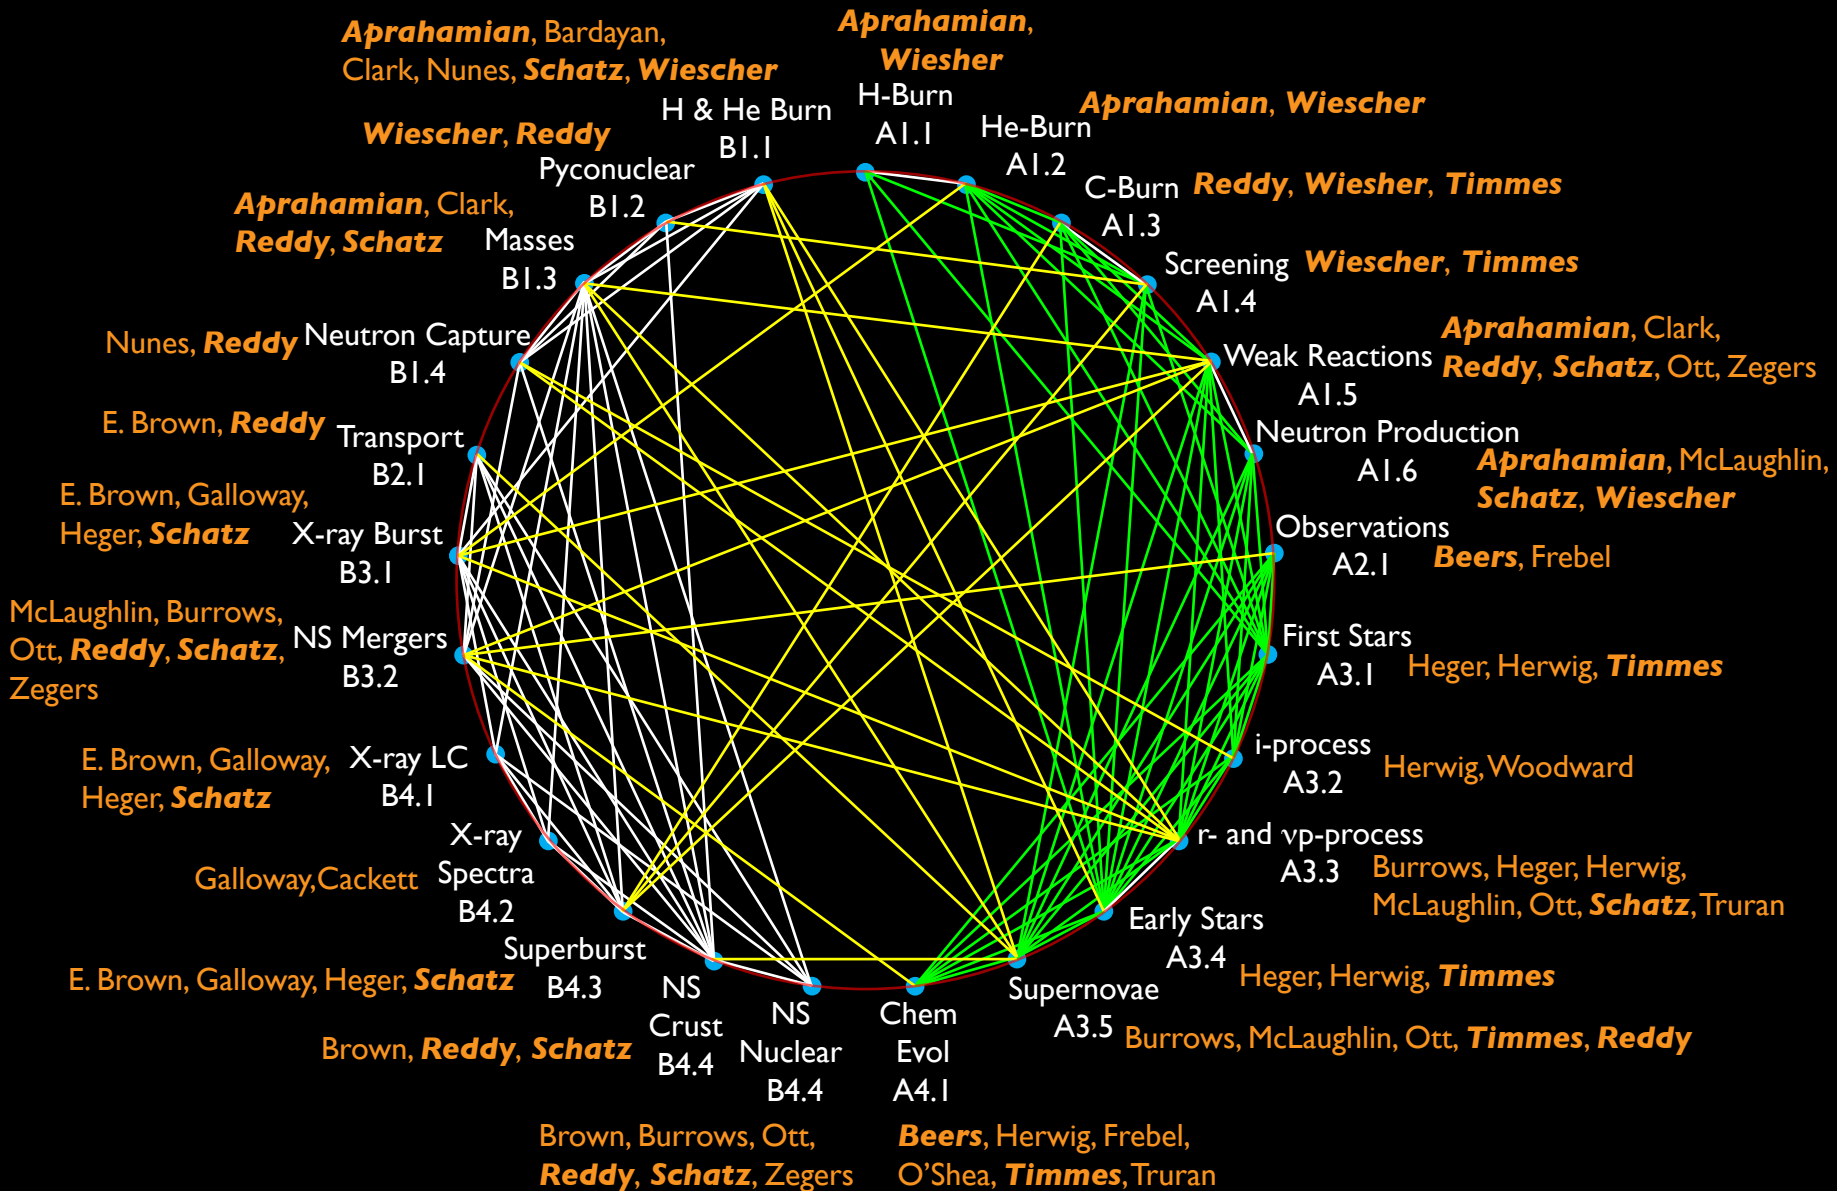 Aprahamian, Bardayan,
Clark, Nunes, Schatz, Wiescher
H & He Burn
B1.1
Aprahamian,
Wiesher
H-Burn
A1.1
Aprahamian, Wiescher
He-Burn
A1.2
Reddy, Wiesher, Timmes
C-Burn
A1.3
Wiescher, Timmes
Screening
A1.4
Aprahamian, Clark,
Reddy, Schatz, Ott, Zegers
Weak Reactions
A1.5
Neutron Production
A1.6
Aprahamian, McLaughlin,
Schatz, Wiescher
Observations
A2.1
Beers, Frebel
First Stars
A3.1
Heger, Herwig, Timmes
i-process
A3.2
Herwig, Woodward
r- and νp-process
A3.3
Burrows, Heger, Herwig,
McLaughlin, Ott, Schatz, Truran
Early Stars
A3.4
Heger, Herwig, Timmes
Supernovae
A3.5
Burrows, McLaughlin, Ott, Timmes, Reddy
Chem
Evol
A4.1
Beers, Herwig, Frebel,
O'Shea, Timmes, Truran
NS
Nuclear
B4.4
Brown, Burrows, Ott,
Reddy, Schatz, Zegers
NS
Crust
B4.4
Brown, Reddy, Schatz
Superburst
B4.3
E. Brown, Galloway, Heger, Schatz
X-ray
Spectra
B4.2
Galloway,Cackett
X-ray LC
B4.1
E. Brown, Galloway,
Heger, Schatz
NS Mergers
B3.2
McLaughlin, Burrows,
Ott, Reddy, Schatz,
Zegers
X-ray Burst
B3.1
E. Brown, Galloway,
Heger, Schatz
Transport
B2.1
E. Brown, Reddy
Neutron Capture
B1.4
Nunes, Reddy
Masses
B1.3
Aprahamian, Clark,
Reddy, Schatz
Pyconuclear
B1.2
Wiescher, Reddy